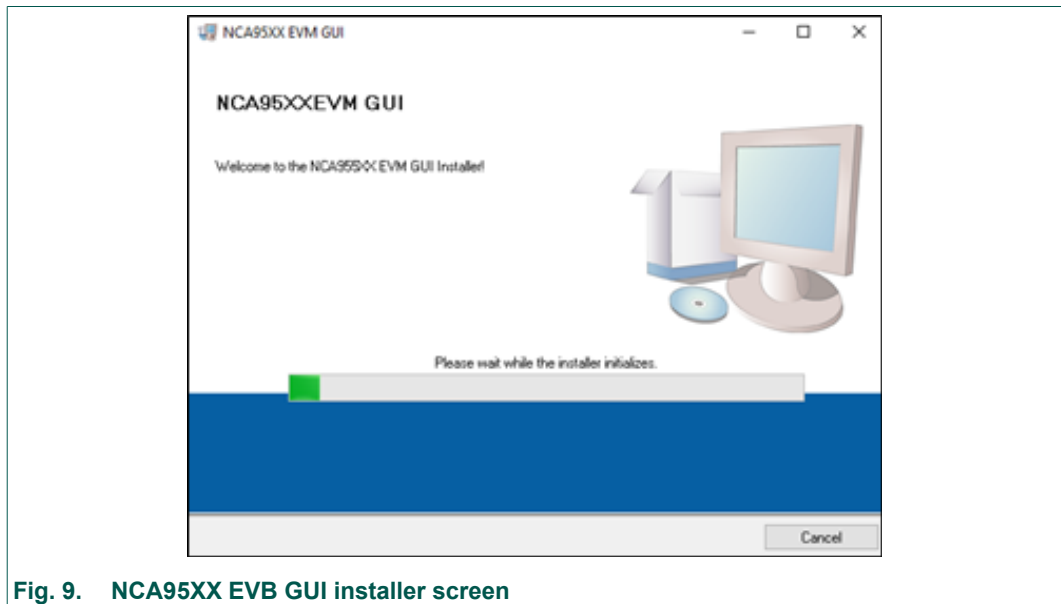 NCA95XX EVM GUI
NCA95XXEVM GUI
Welcome to the NCA955XX EVM GUI Installer!
Please wait while the installer initializes.
Cancel
Fig. 9. NCA95XX EVB GUI installer screen